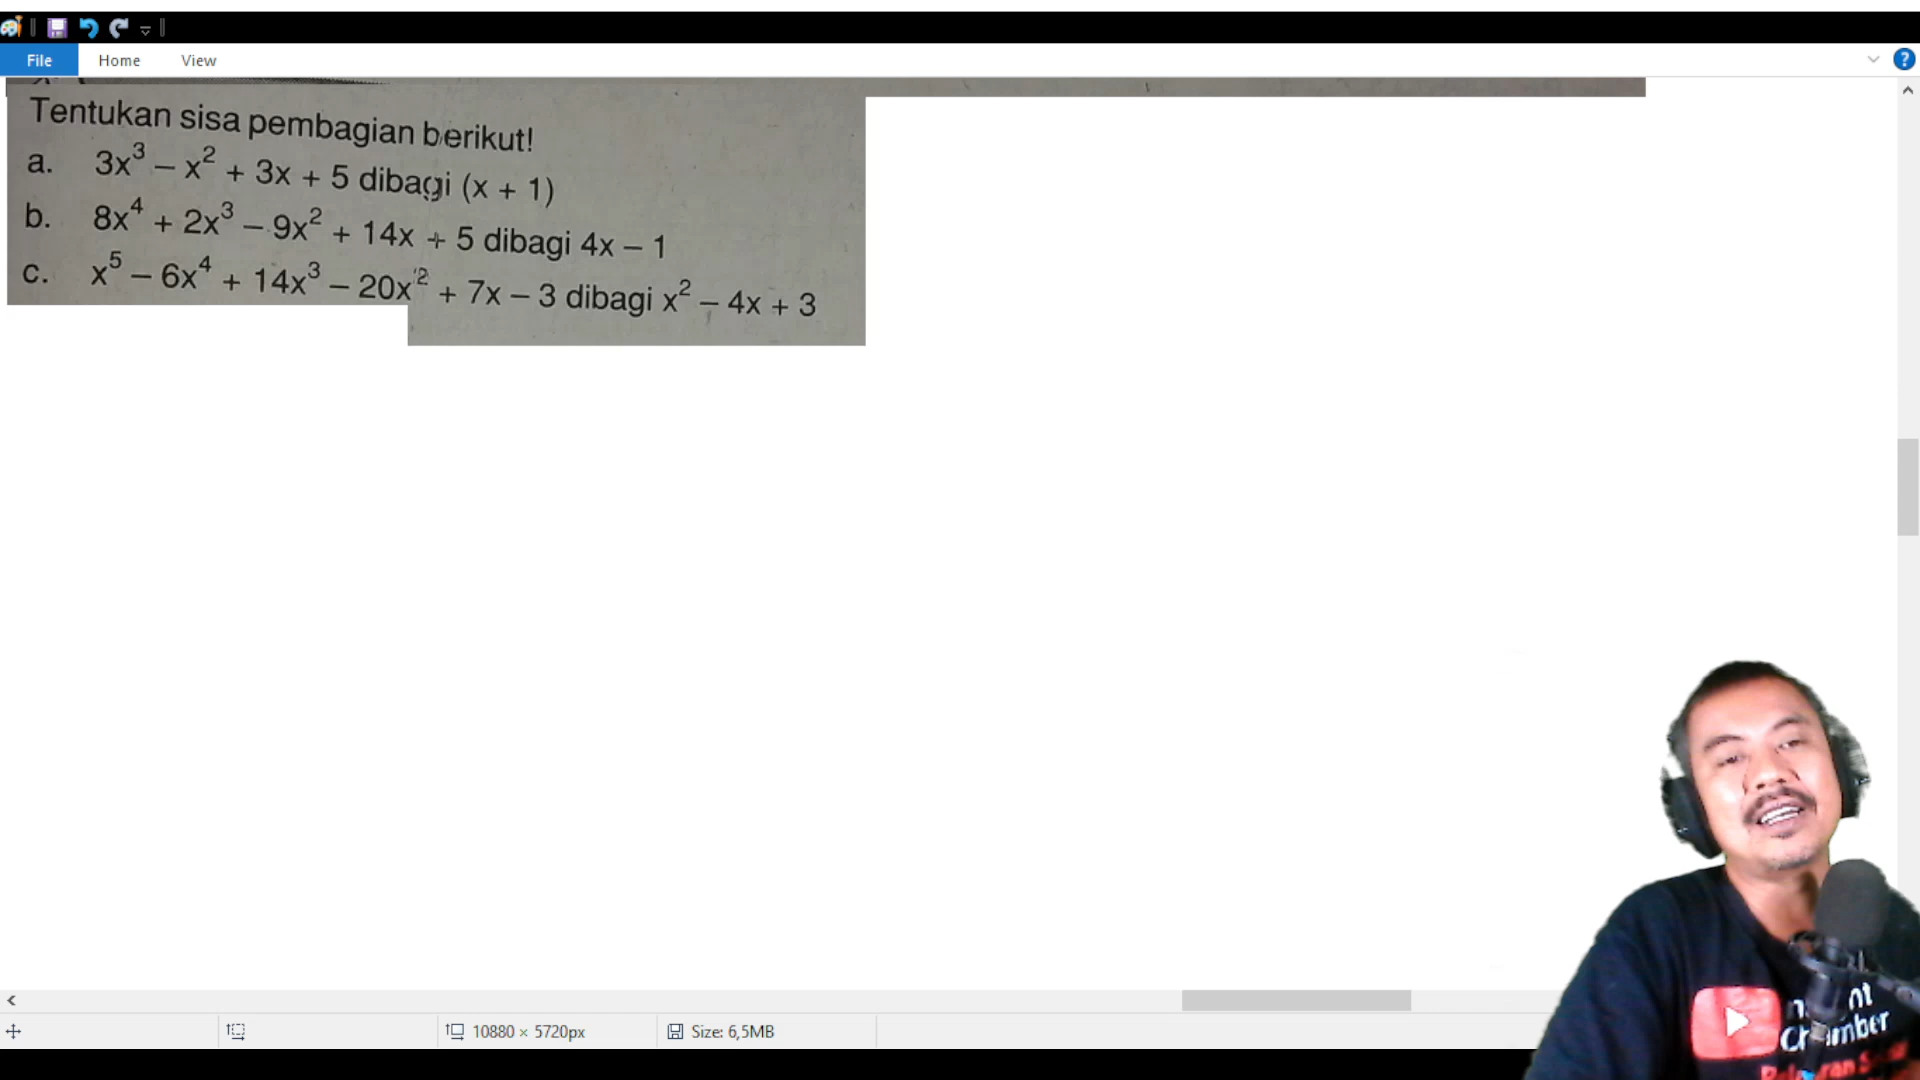 File Home View
Tentukan sisa pembagian berikut!
a. 3x³ – x² + 3x + 5 dibagi (x + 1)
b. 8x⁴ + 2x³ – 9x² + 14x + 5 dibagi 4x – 1
c. x⁵ – 6x⁴ + 14x³ – 20x² + 7x – 3 dibagi x² – 4x + 3
10880 × 5720px Size: 6,5MB